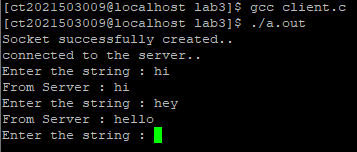 [ct2021503009@localhost lab3]$ gcc client.c
[ct2021503009@localhost lab3]$ ./a.out
Socket successfully created..
connected to the server..
Enter the string : hi
From Server : hi
Enter the string : hey
From Server : hello
Enter the string :